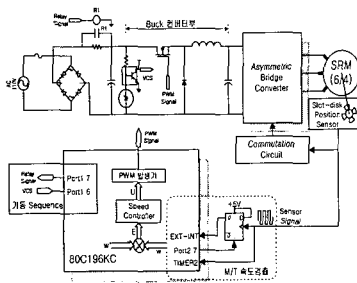 Relay Signal
R1
R1
Buck 컨버터부
AC
VCS
PWM Signal
Asymmetric Bridge Converter
SRM (6/4)
Slot-disk Position Sensor
Commutation Circuit
PWM Signal
Relay Signal
Port1.7
VCS
Port1.6
기동 Sequence
PWM 발생기
U
Speed Controller
E
W
W
80C196KC
EXT-INT
Port2.7
TIMER2
+5V
Sensor Signal
M/T 속도검출